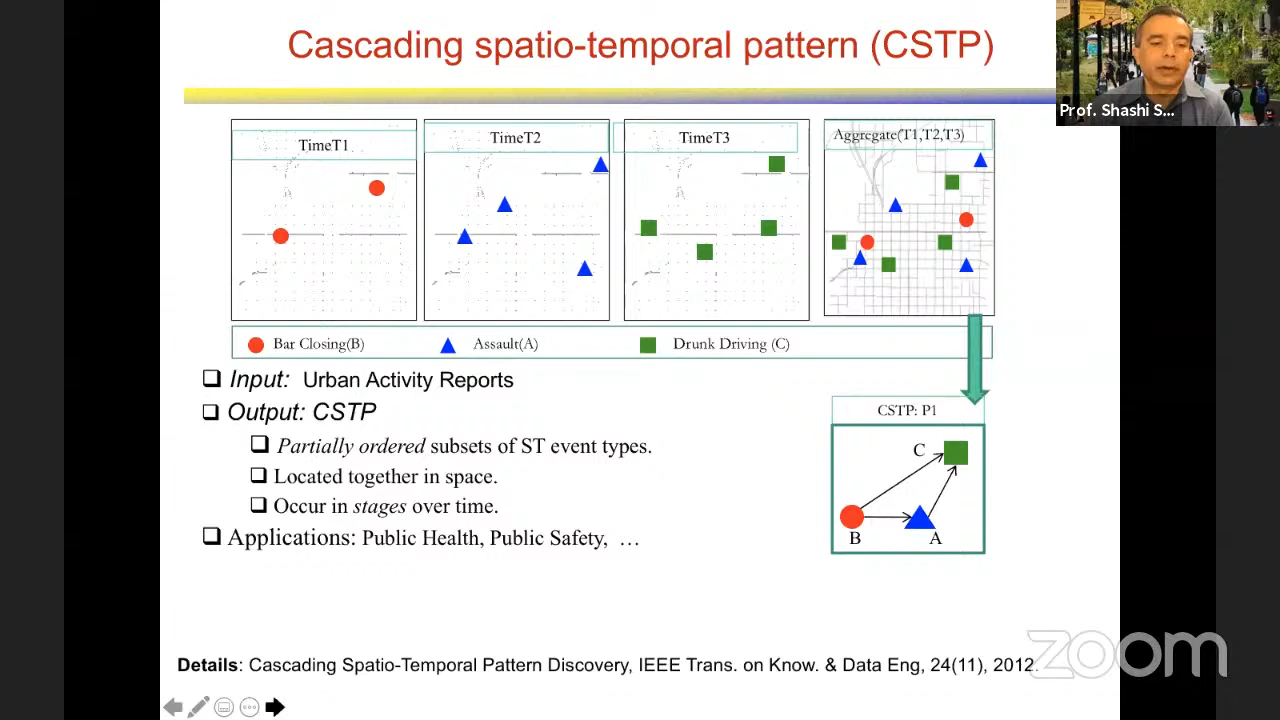 Cascading spatio-temporal pattern (CSTP)
Prof. Shashi S...
TimeT1
TimeT2
TimeT3
Aggregate(T1,T2,T3)
Bar Closing(B)
Assault(A)
Drunk Driving (C)
Input: Urban Activity Reports
Output: CSTP
Partially ordered subsets of ST event types.
Located together in space.
Occur in stages over time.
Applications: Public Health, Public Safety, …
CSTP: P1
C
B
A
Details: Cascading Spatio-Temporal Pattern Discovery, IEEE Trans. on Know. & Data Eng, 24(11), 2012.
zoom